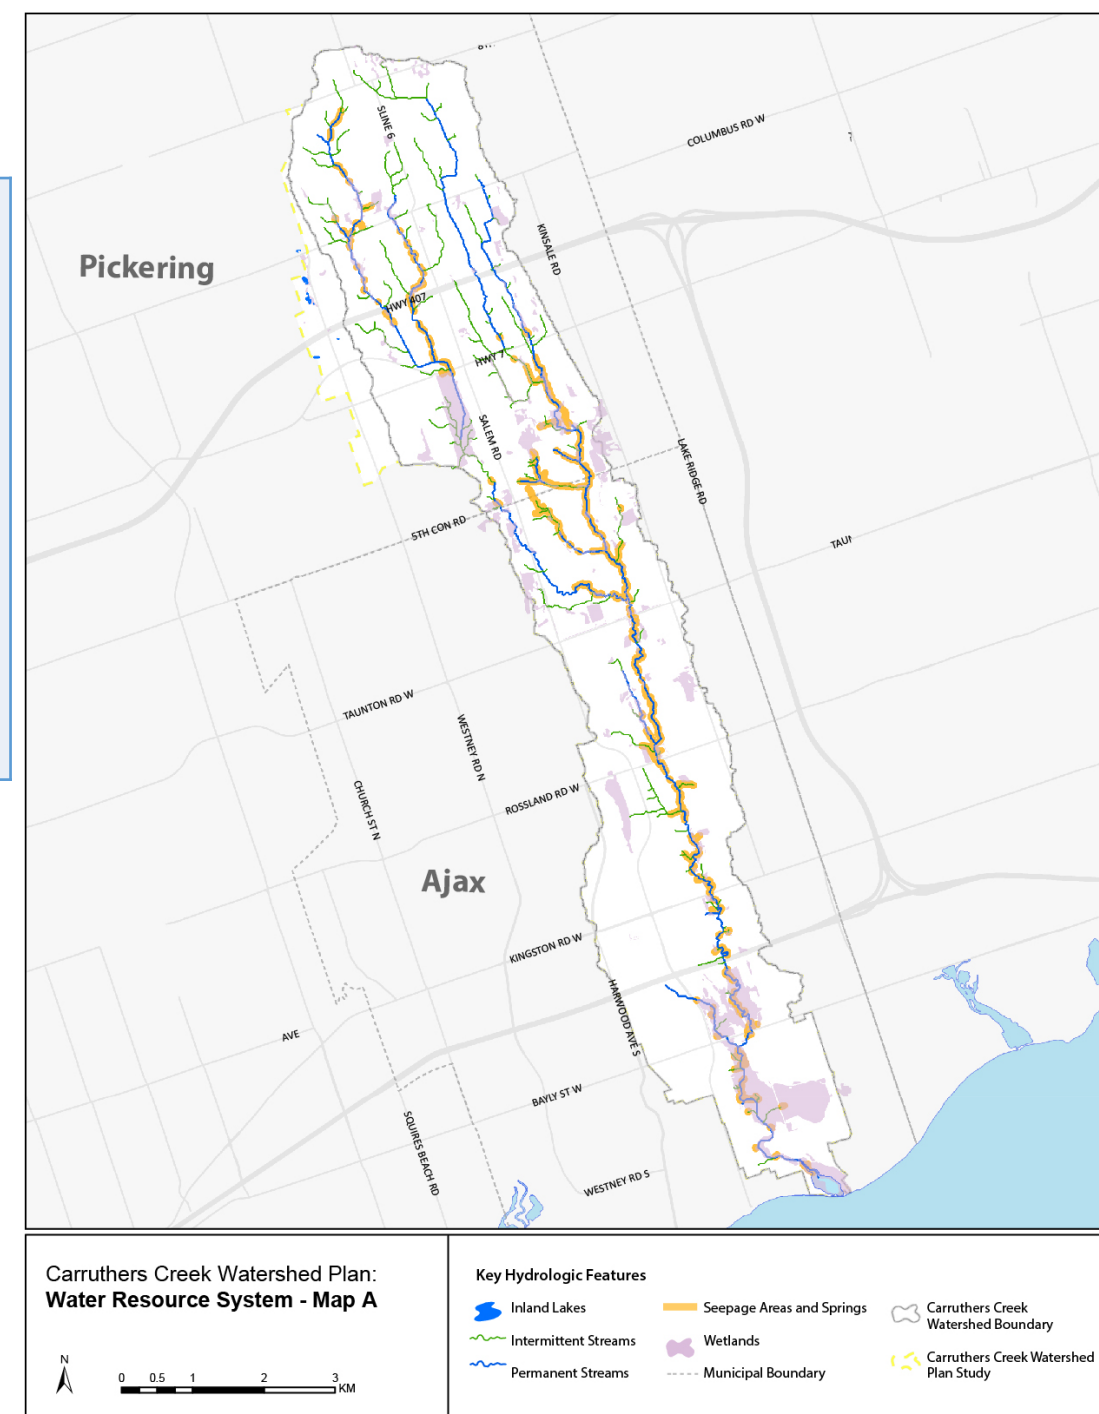 SLINE 6
COLUMBUS RD W
KINSALE RD
Pickering
HWY 407
HWY 7
SALEM RD
LAKE RIDGE RD
5TH CON RD
TAUNTON RD W
WESTNEY RD N
CHURCH ST N
ROSSLAND RD W
Ajax
KINGSTON RD W
HARWOOD AVE S
AVE
BAYLY ST W
SQUIRES BEACH RD
WESTNEY RD S
Carruthers Creek Watershed Plan:
Water Resource System - Map A
N
0 0.5 1 2 3
KM
Key Hydrologic Features
Inland Lakes
Intermittent Streams
Permanent Streams
Seepage Areas and Springs
Wetlands
Municipal Boundary
Carruthers Creek
Watershed Boundary
Carruthers Creek Watershed
Plan Study